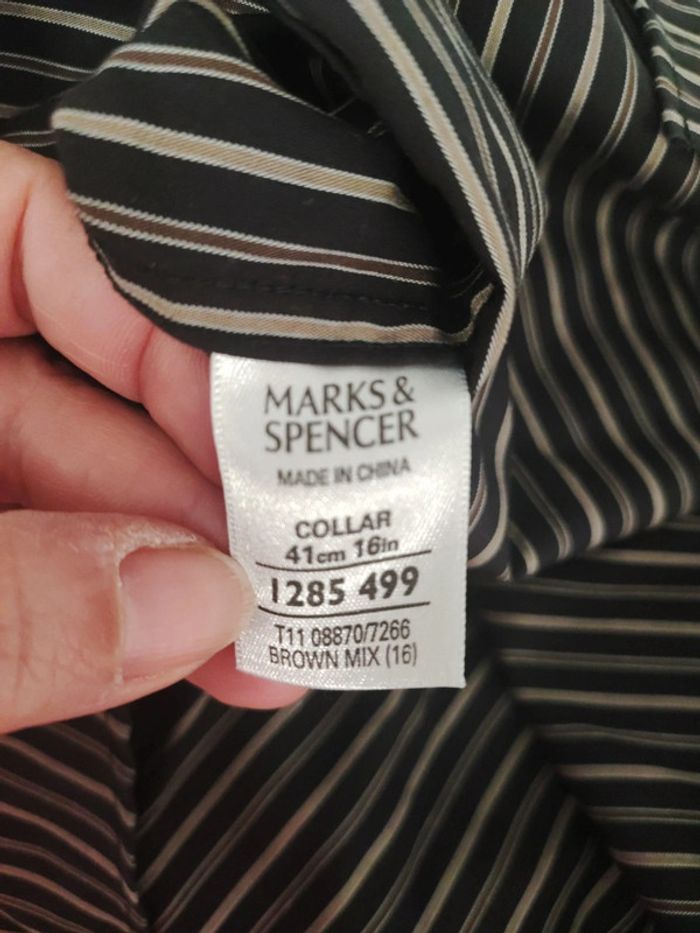 MARKS &
SPENCER
MADE IN CHINA
COLLAR
41cm 16in
1285 499
T11 08870/7266
BROWN MIX (16)